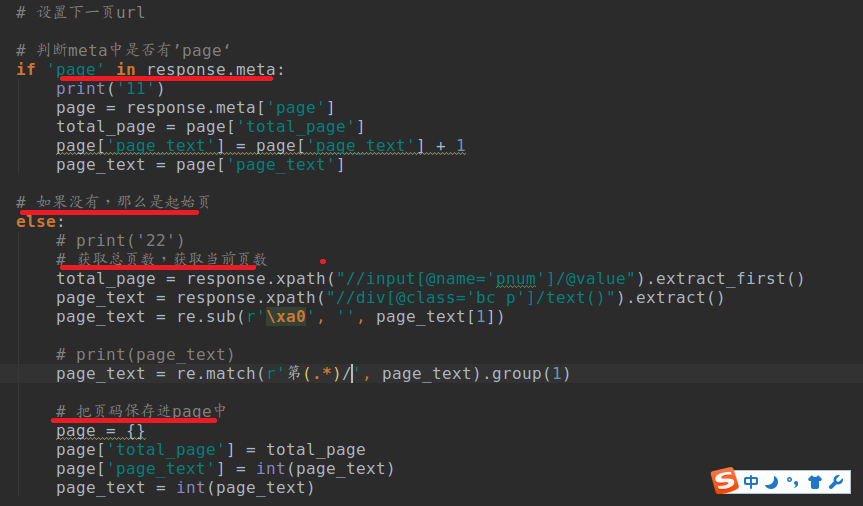 # 设置下一页url
# 判断meta中是否有’page‘
if 'page' in response.meta:
print('11')
page = response.meta['page']
total_page = page['total_page']
page['page_text'] = page['page_text'] + 1
page_text = page['page_text']
# 如果没有，那么是起始页
else:
# print('22')
# 获取总页数，获取当前页数
total_page = response.xpath("//input[@name='pnum']/@value").extract_first()
page_text = response.xpath("//div[@class='bc p']/text()").extract()
page_text = re.sub(r'\xa0', '', page_text[1])
# print(page_text)
page_text = re.match(r'第(.*)/', page_text).group(1)
# 把页码保存进page中
page = {}
page['total_page'] = total_page
page['page_text'] = int(page_text)
page_text = int(page_text)
S中